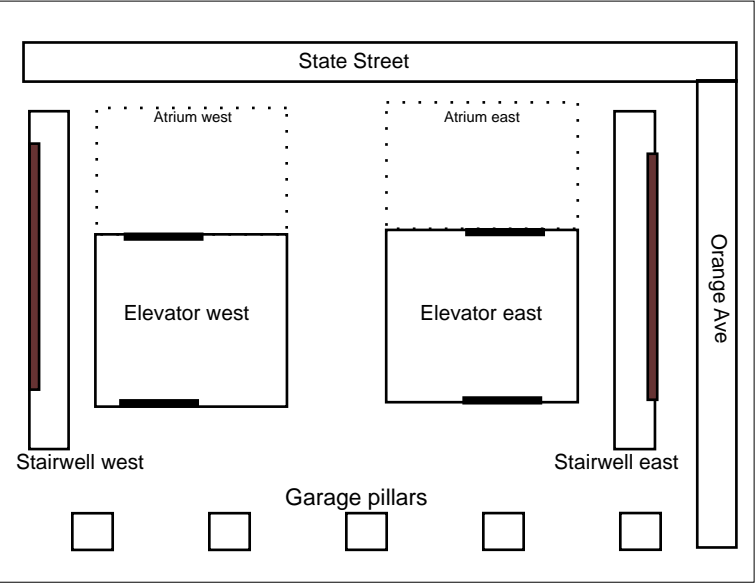 State Street
Atrium west
Atrium east
Elevator west
Elevator east
Orange Ave
Stairwell west
Stairwell east
Garage pillars